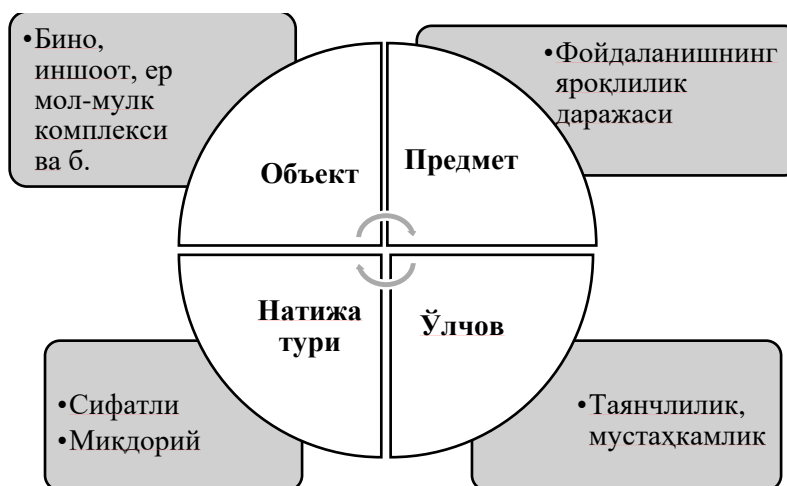 •Бино,
иншоот, ер
мол-мулк
комплекси
ва б.
Объект
Предмет
•Фойдаланишнинг
яроқлилик
даражаси
Натижа
тури
Ўлчов
•Сифатли
•Миқдорий
•Таянчлилик,
мустаҳкамлик